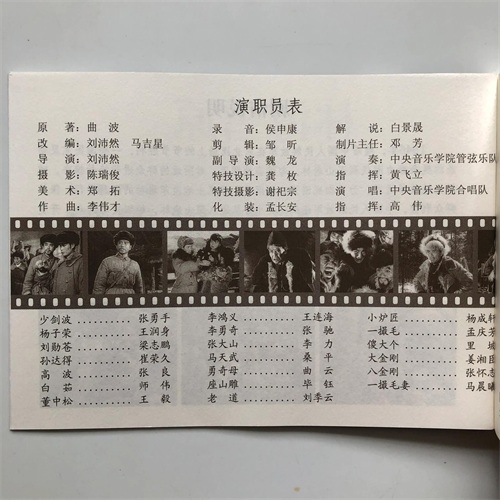 演职员表
原 著：曲 波　录 音：侯申康　解 说：白景晟
改 编：刘沛然 马吉星　剪 辑：邹 昕　制片主任：邓 芳
导 演：刘沛然　副导演：魏 龙　演 奏：中央音乐学院管弦乐队
摄 影：陈瑞俊　特技设计：龚 枚　指 挥：黄飞立
美 术：郑 拓　特技摄影：谢祀宗　演 唱：中央音乐学院合唱队
作 曲：李伟才　化 装：孟长安　指 挥：高 伟
少剑波………张勇手　李鸿义………王连海　小炉匠………杨成轩
杨子荣………王润身　李勇奇………张 驰　一撮毛………孟庆芳
刘勋苍………梁志鹏　张大山………李 力　傻大个………里 坡
孙达得………崔荣久　马天武………桑 平　大金刚………姜湘臣
高 波………张 良　勇奇母………曲 云　八金刚………张怀志
白 茹………师 伟　座山雕………毕 钰　一撮毛妻………马晨曦
董中松………王 毅　老 道………刘季云